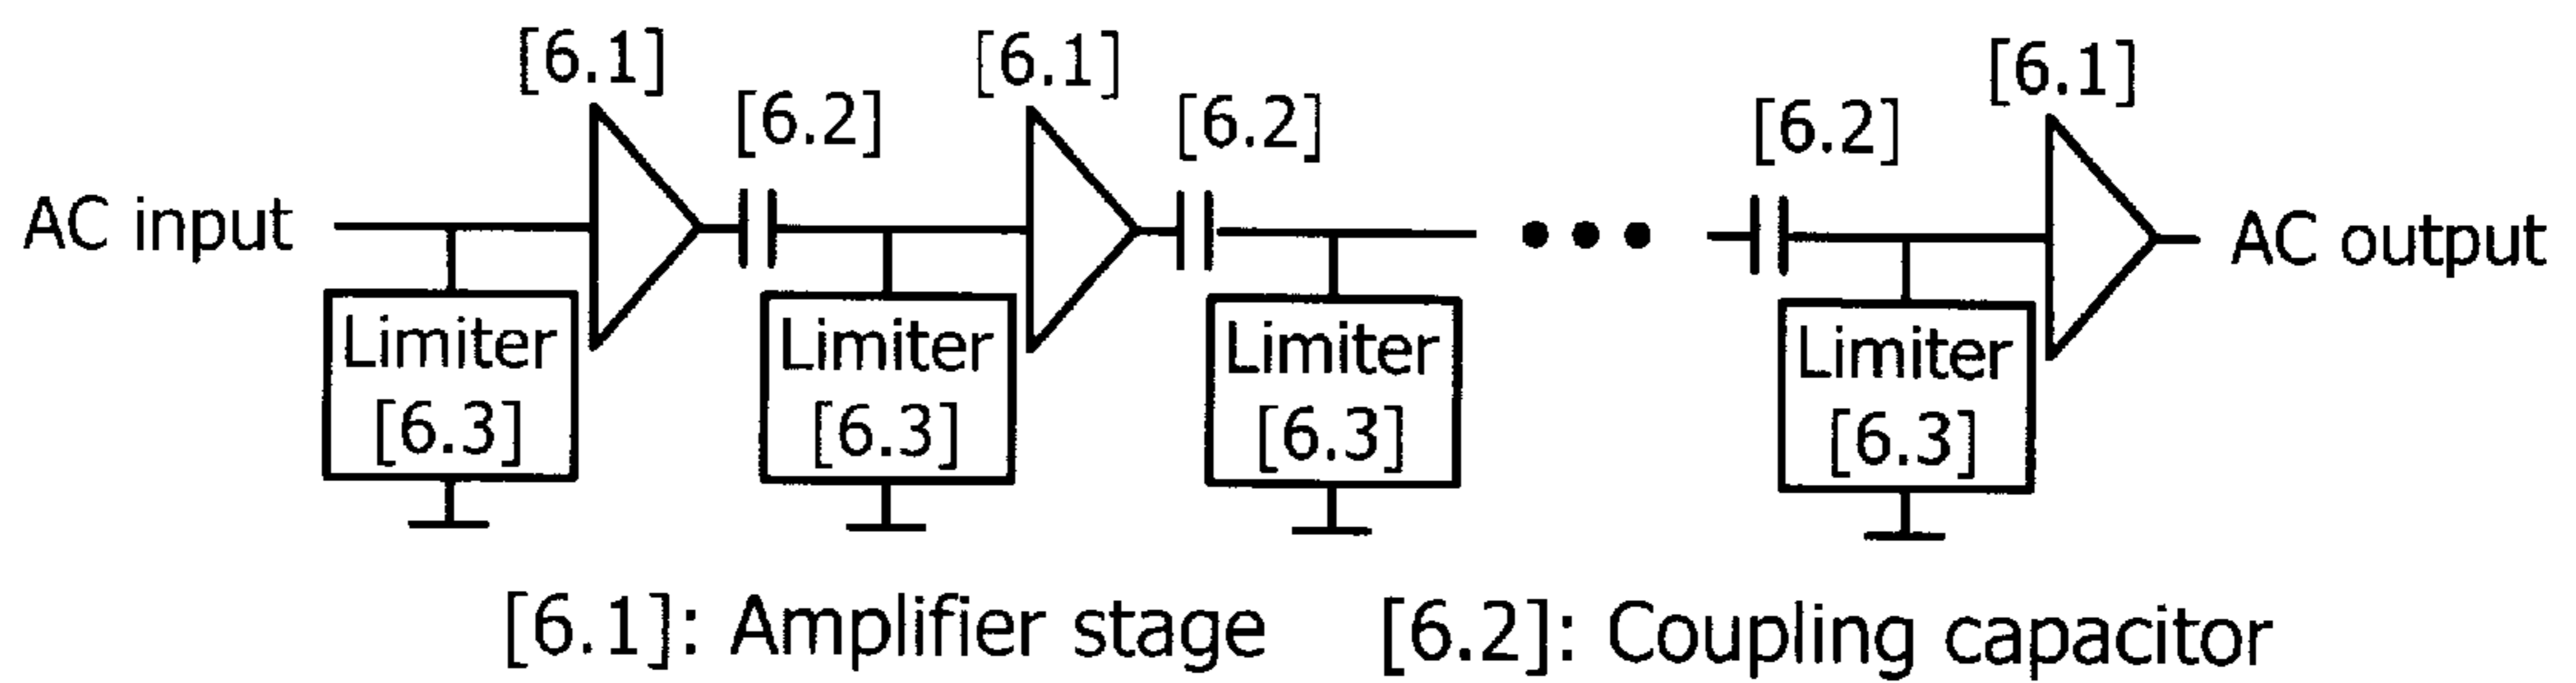 [6.1] [6.1] [6.1]
[6.2] [6.2] [6.2]
AC input AC output
Limiter Limiter Limiter Limiter
[6.3] [6.3] [6.3] [6.3]
[6.1]: Amplifier stage [6.2]: Coupling capacitor